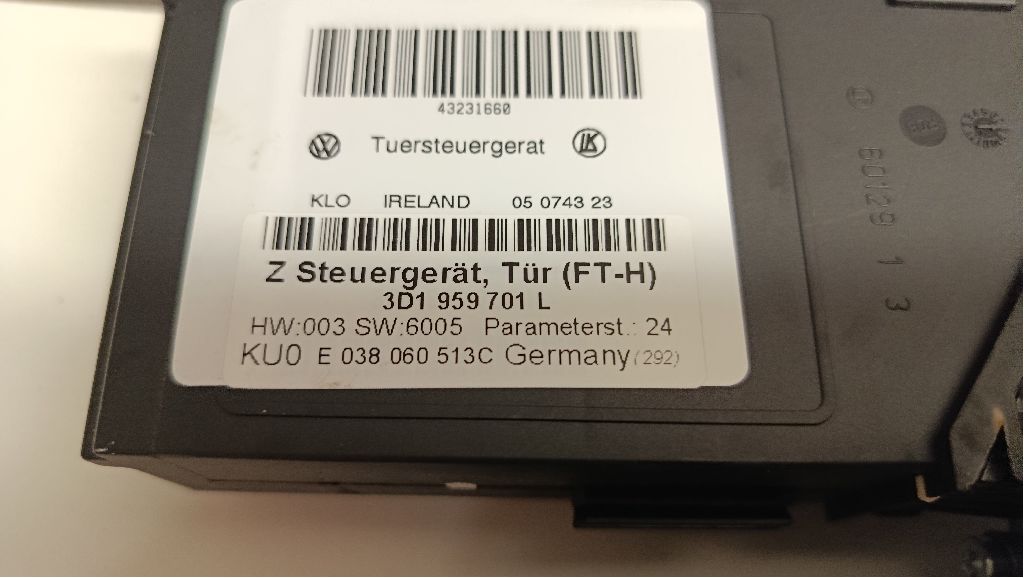 43231660
Tuersteuergerat
KLO IRELAND 05 0743 23
Z Steuergerät, Tür (FT-H)
3D1 959 701 L
HW:003 SW:6005 Parameterst.: 24
KU0 E 038 060 513C Germany (292)
60129 1 3